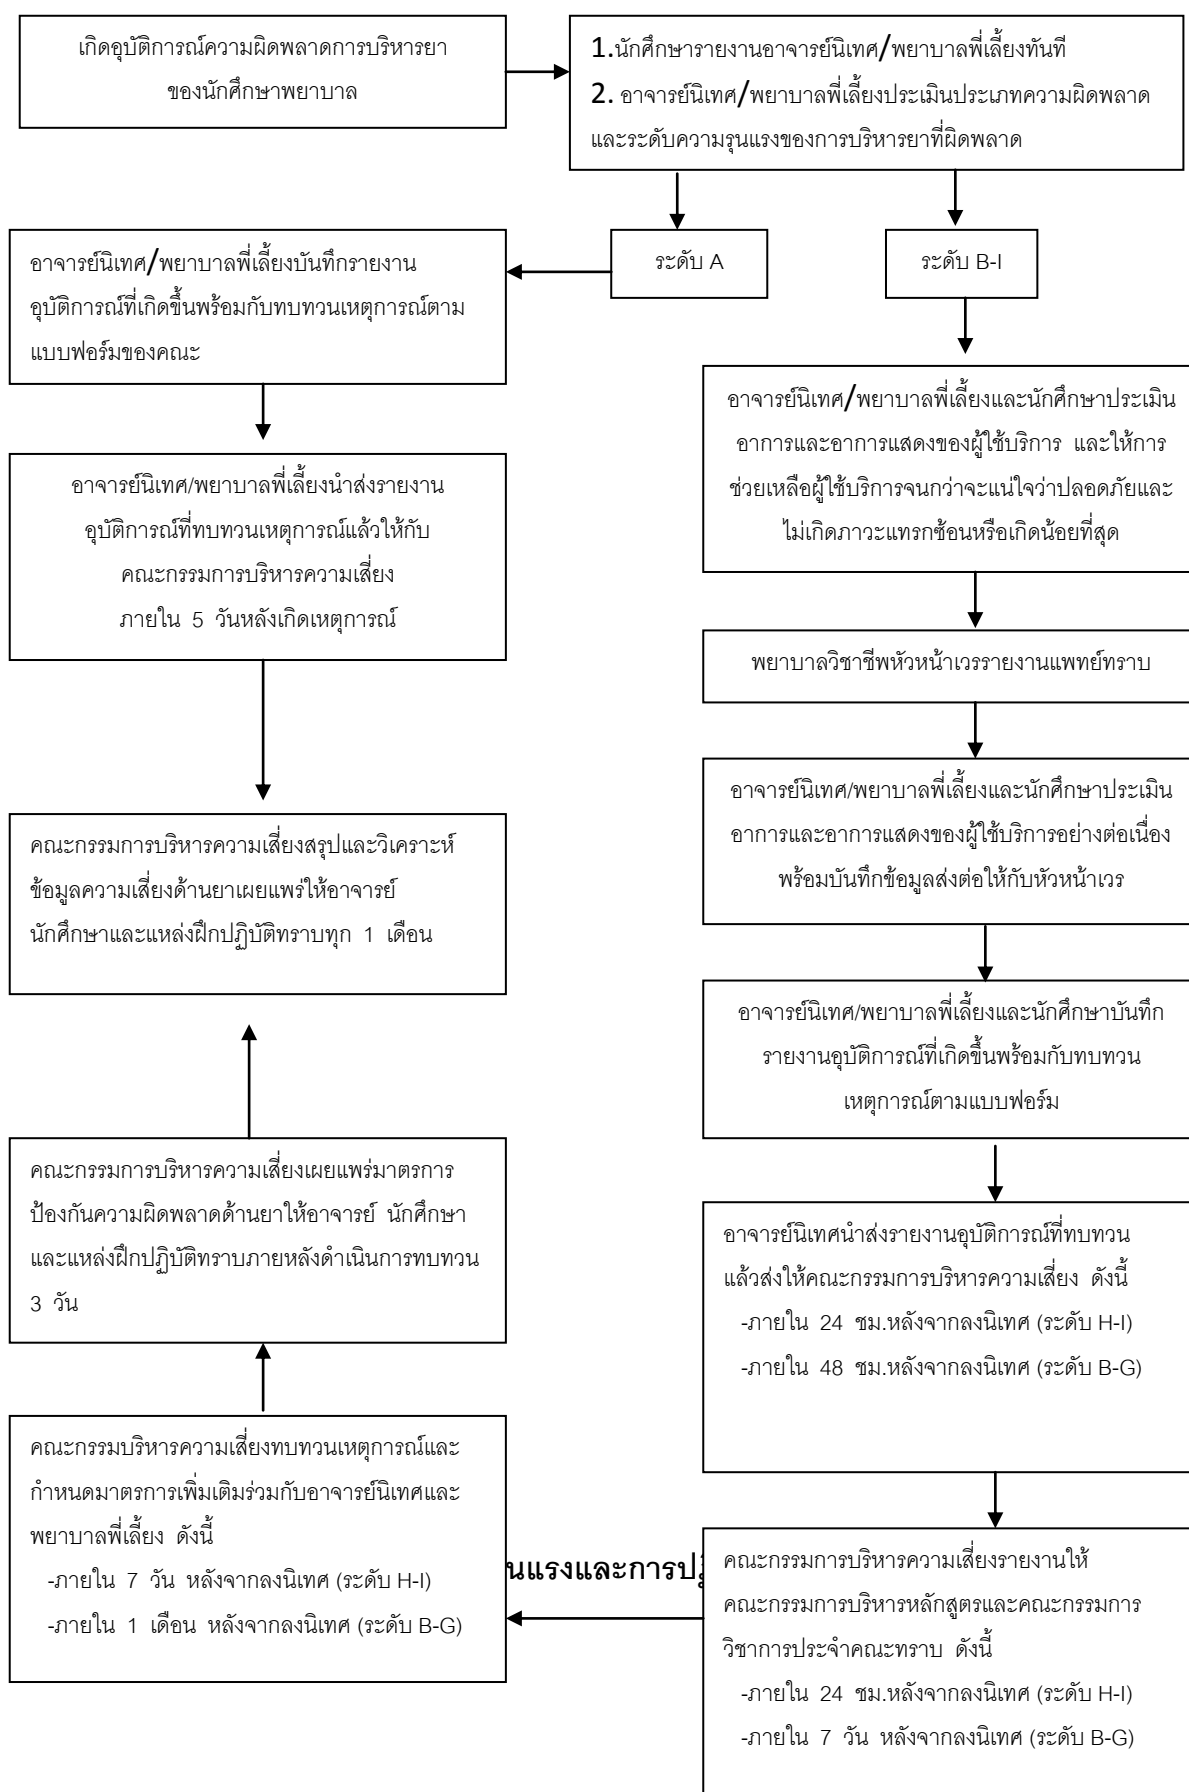 เกิดอุบัติการณ์ความผิดพลาดการบริหารยา
ของนักศึกษาพยาบาล
1.นักศึกษารายงานอาจารย์นิเทศ/พยาบาลพี่เลี้ยงทันที
2. อาจารย์นิเทศ/พยาบาลพี่เลี้ยงประเมินประเภทความผิดพลาด
และระดับความรุนแรงของการบริหารยาที่ผิดพลาด
ระดับ A
ระดับ B-I
อาจารย์นิเทศ/พยาบาลพี่เลี้ยงบันทึกรายงาน
อุบัติการณ์ที่เกิดขึ้นพร้อมกับทบทวนเหตุการณ์ตาม
แบบฟอร์มของคณะ
อาจารย์นิเทศ/พยาบาลพี่เลี้ยงนำส่งรายงาน
อุบัติการณ์ที่ทบทวนเหตุการณ์แล้วให้กับ
คณะกรรมการบริหารความเสี่ยง
ภายใน 5 วันหลังเกิดเหตุการณ์
คณะกรรมการบริหารความเสี่ยงสรุปและวิเคราะห์
ข้อมูลความเสี่ยงด้านยาเผยแพร่ให้อาจารย์
นักศึกษาและแหล่งฝึกปฏิบัติทราบทุก 1 เดือน
อาจารย์นิเทศ/พยาบาลพี่เลี้ยงและนักศึกษาประเมิน
อาการและอาการแสดงของผู้ใช้บริการ และให้การ
ช่วยเหลือผู้ใช้บริการจนกว่าจะแน่ใจว่าปลอดภัยและ
ไม่เกิดภาวะแทรกซ้อนหรือเกิดน้อยที่สุด
พยาบาลวิชาชีพหัวหน้าเวรรายงานแพทย์ทราบ
อาจารย์นิเทศ/พยาบาลพี่เลี้ยงและนักศึกษาประเมิน
อาการและอาการแสดงของผู้ใช้บริการอย่างต่อเนื่อง
พร้อมบันทึกข้อมูลส่งต่อให้กับหัวหน้าเวร
อาจารย์นิเทศ/พยาบาลพี่เลี้ยงและนักศึกษาบันทึก
รายงานอุบัติการณ์ที่เกิดขึ้นพร้อมกับทบทวน
เหตุการณ์ตามแบบฟอร์ม
อาจารย์นิเทศนำส่งรายงานอุบัติการณ์ที่ทบทวน
แล้วส่งให้คณะกรรมการบริหารความเสี่ยง ดังนี้
-ภายใน 24 ชม.หลังจากลงนิเทศ (ระดับ H-I)
-ภายใน 48 ชม.หลังจากลงนิเทศ (ระดับ B-G)
คณะกรรมการบริหารความเสี่ยงรายงานให้
คณะกรรมการบริหารหลักสูตรและคณะกรรมการ
วิชาการประจำคณะทราบ ดังนี้
-ภายใน 24 ชม.หลังจากลงนิเทศ (ระดับ H-I)
-ภายใน 7 วัน หลังจากลงนิเทศ (ระดับ B-G)
นแรงและการป
คณะกรรมบริหารความเสี่ยงทบทวนเหตุการณ์และ
กำหนดมาตรการเพิ่มเติมร่วมกับอาจารย์นิเทศและ
พยาบาลพี่เลี้ยง ดังนี้
-ภายใน 7 วัน หลังจากลงนิเทศ (ระดับ H-I)
-ภายใน 1 เดือน หลังจากลงนิเทศ (ระดับ B-G)
คณะกรรมการบริหารความเสี่ยงเผยแพร่มาตรการ
ป้องกันความผิดพลาดด้านยาให้อาจารย์ นักศึกษา
และแหล่งฝึกปฏิบัติทราบภายหลังดำเนินการทบทวน
3 วัน